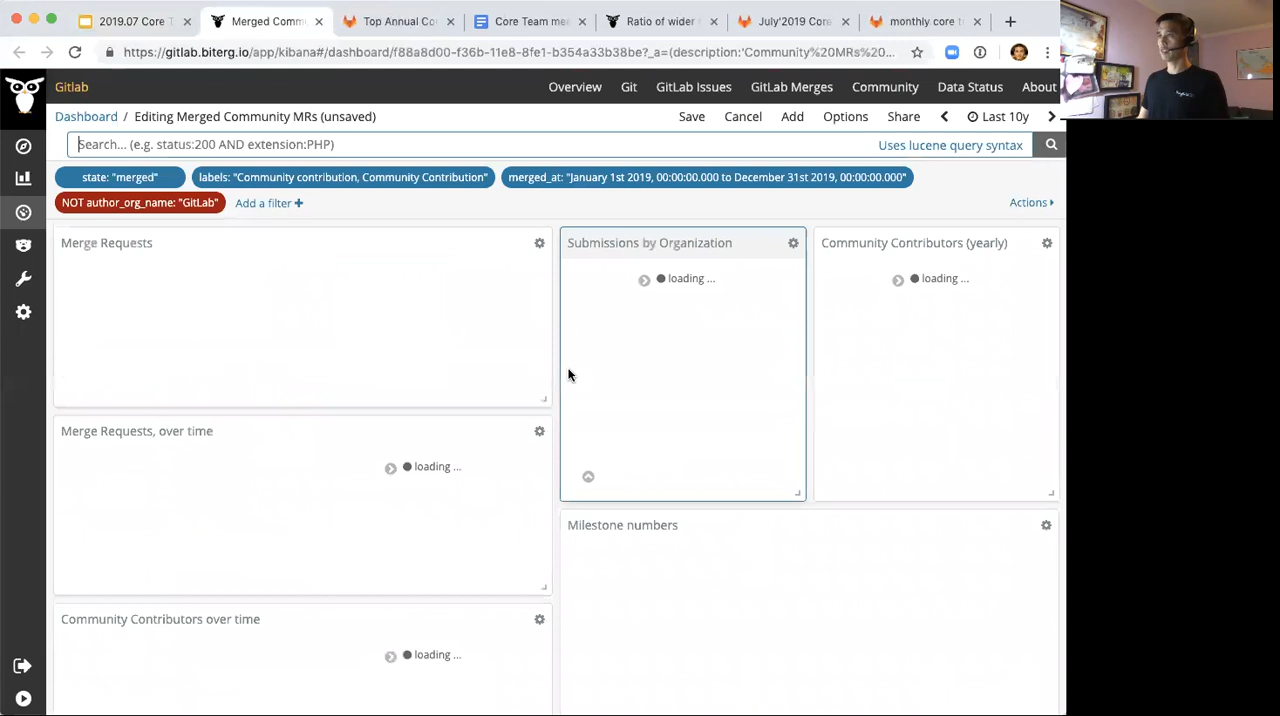 2019.07 Core T
Merged Comm
Top Annual Co
Core Team mee
Ratio of wider
July'2019 Core
monthly core t
https://gitlab.biterg.io/app/kibana#/dashboard/f88a8d00-f36b-11e8-8fe1-b354a33b38be?_a=(description:'Community%20MRs%20...
Gitlab
Overview Git GitLab Issues GitLab Merges Community Data Status About
Dashboard / Editing Merged Community MRs (unsaved)
Save Cancel Add Options Share Last 10y
Search... (e.g. status:200 AND extension:PHP) Uses lucene query syntax
state: "merged" labels: "Community contribution, Community Contribution" merged_at: "January 1st 2019, 00:00:00.000 to December 31st 2019, 00:00:00.000"
NOT author_org_name: "GitLab" Add a filter + Actions
Merge Requests
Submissions by Organization
loading ...
Community Contributors (yearly)
loading ...
Merge Requests, over time
loading ...
Milestone numbers
Community Contributors over time
loading ...